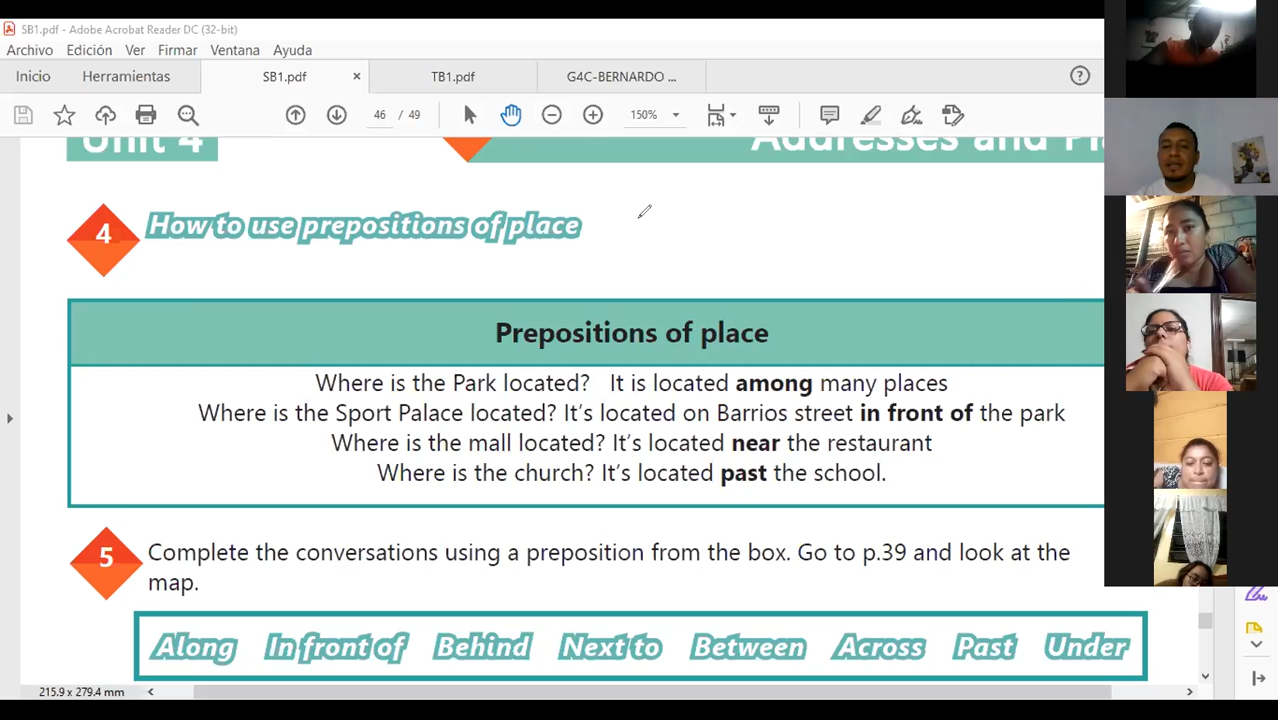 SB1.pdf - Adobe Acrobat Reader DC (32-bit)
Archivo Edición Ver Firmar Ventana Ayuda
Inicio Herramientas SB1.pdf × TB1.pdf G4C-BERNARDO ...
46 / 49 150%
Unit 4 Addresses and
4 How to use prepositions of place
Prepositions of place
Where is the Park located? It is located among many places
Where is the Sport Palace located? It's located on Barrios street in front of the park
Where is the mall located? It's located near the restaurant
Where is the church? It's located past the school.
5 Complete the conversations using a preposition from the box. Go to p.39 and look at the
map.
Along In front of Behind Next to Between Across Past Under
215.9 x 279.4 mm